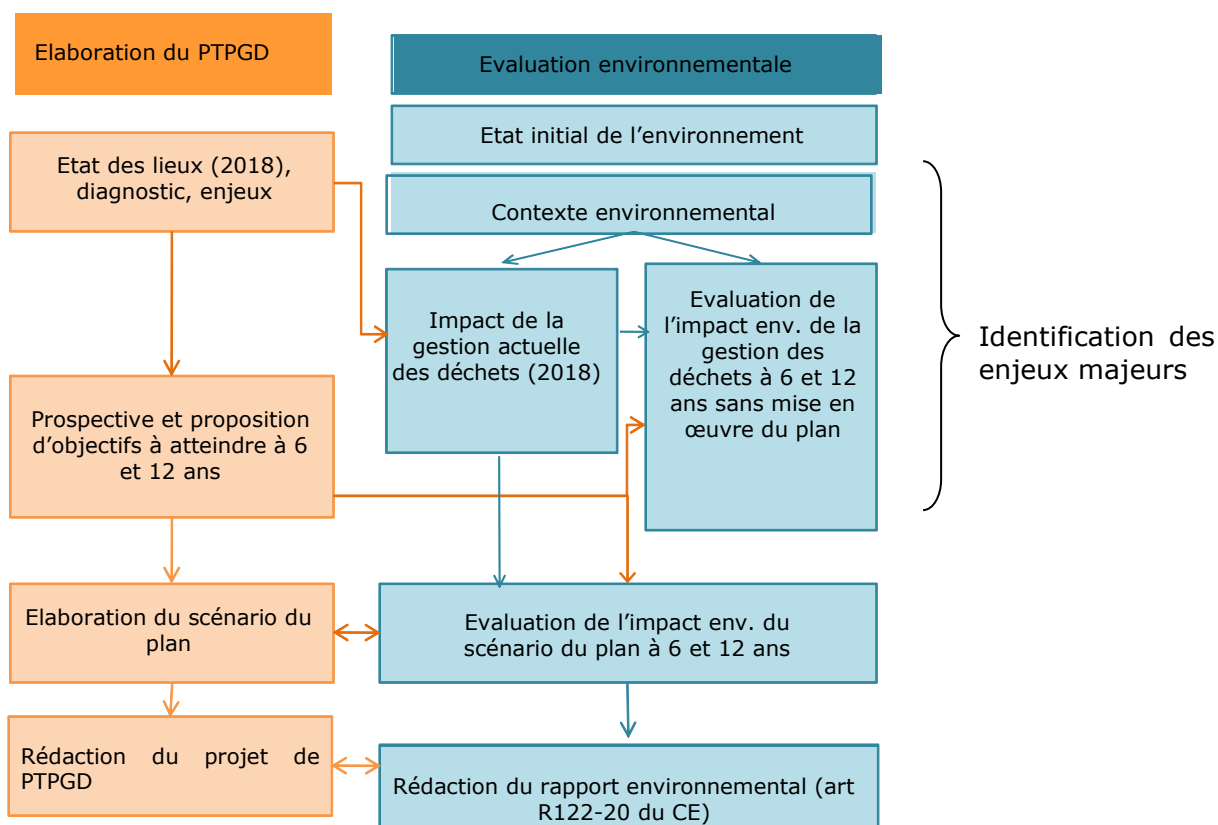 Elaboration du PTPGD
Evaluation environnementale
Etat initial de l'environnement
Etat des lieux (2018),
diagnostic, enjeux
Contexte environnemental
Impact de la
gestion actuelle
des déchets (2018)
Evaluation de
l'impact env. de la
gestion des
déchets à 6 et 12
ans sans mise en
œuvre du plan
Identification des
enjeux majeurs
Prospective et proposition
d'objectifs à atteindre à 6
et 12 ans
Elaboration du scénario du
plan
Evaluation de l'impact env. du
scénario du plan à 6 et 12 ans
Rédaction du projet de
PTPGD
Rédaction du rapport environnemental (art
R122-20 du CE)